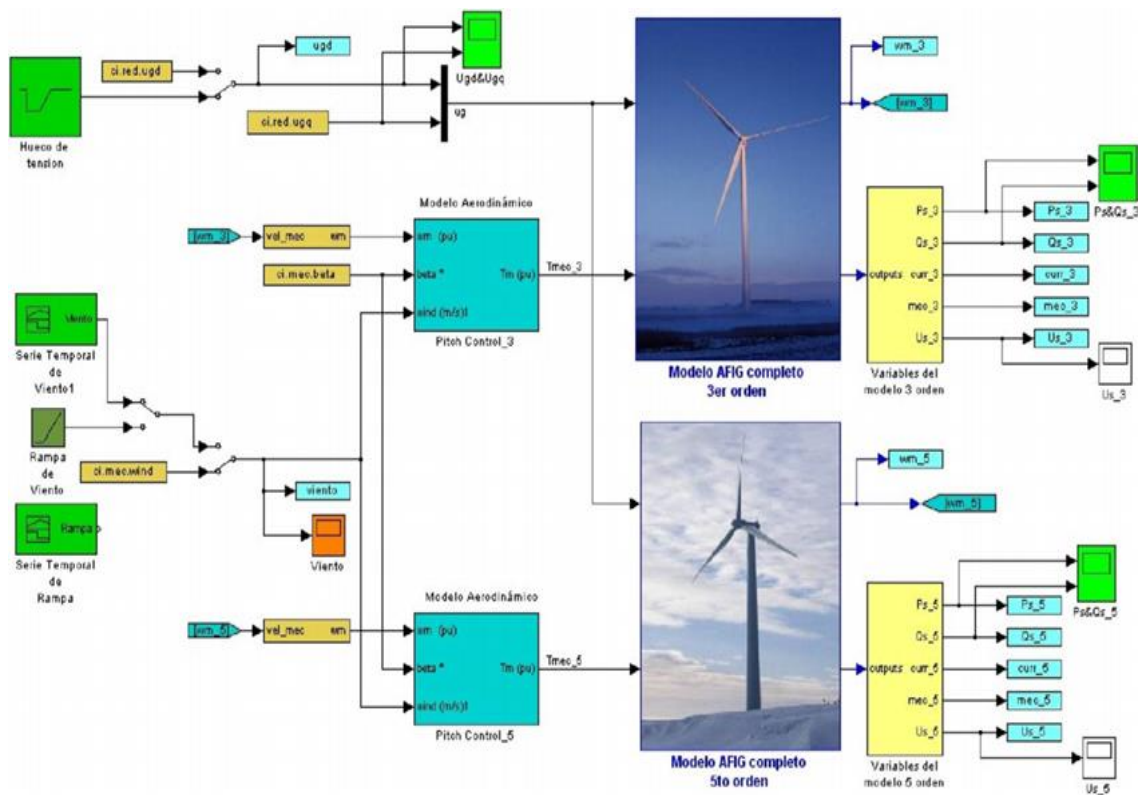 ugd
wm_3
ci.red.ugd
Ugd&Ugq
ug
[wm_3]
ci.red.ugq
Hueco de
tension
Modelo Aerodinámico
[wm_3]
vel_mec
wm
wm (pu)
ci.mec.beta
beta °
Tm (pu)
Tmec_3
wind (m/s)1
Pitch Control_3
Ps_3
Qs_3
outputs
curr_3
mec_3
Us_3
Ps&Qs_3
Ps_3
Qs_3
curr_3
mec_3
Us_3
Us_3
Variables del
modelo 3 orden
Modelo AFIG completo
3er orden
Viento
Serie Temporal
de
Viento1
Rampa
de
Viento
ci.mec.wind
viento
Viento
Rampa
Serie Temporal
de
Rampa
wm_5
[wm_5]
Modelo Aerodinámico
[wm_5]
vel_mec
wm
wm (pu)
beta °
Tm (pu)
Tmec_5
wind (m/s)1
Pitch Control_5
Ps_5
Qs_5
outputs
curr_5
mec_5
Us_5
Ps&Qs_5
Ps_5
Qs_5
curr_5
mec_5
Us_5
Us_5
Variables del
modelo 5 orden
Modelo AFIG completo
5to orden